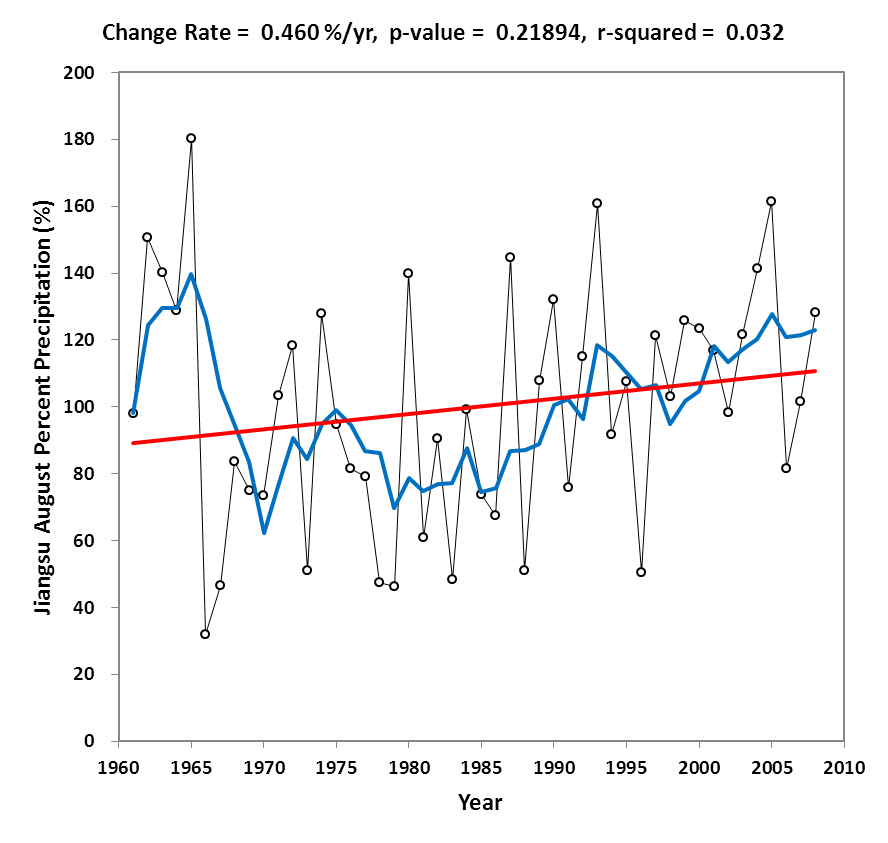 Change Rate = 0.460 %/yr, p-value = 0.21894, r-squared = 0.032
Jiangsu August Percent Precipitation (%)
200
180
160
140
120
100
80
60
40
20
0
1960 1965 1970 1975 1980 1985 1990 1995 2000 2005 2010
Year